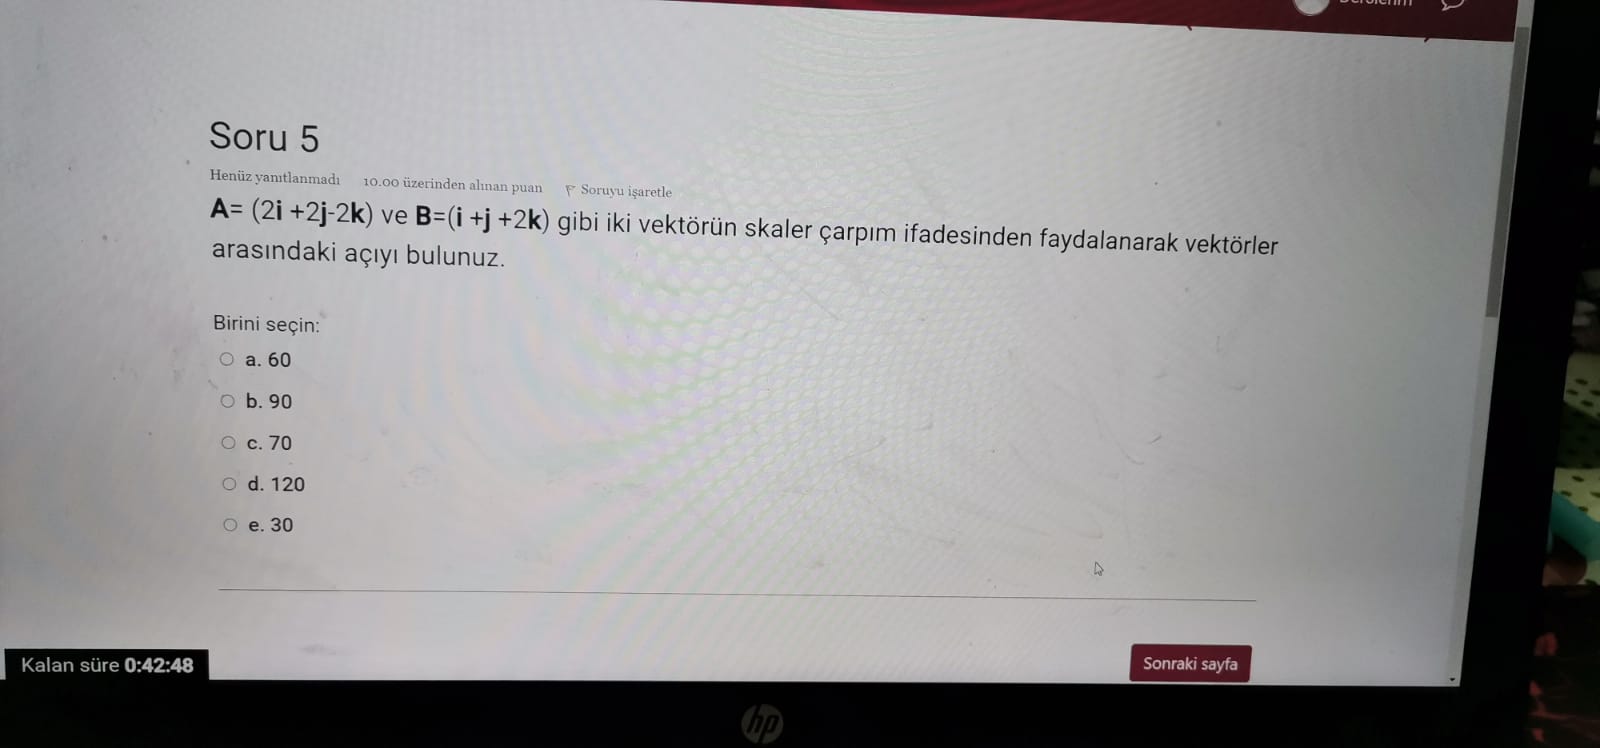 Soru 5
Henüz yanıtlanmadı 10.00 üzerinden alınan puan Soruyu işaretle
A= (2i +2j-2k) ve B=(i +j +2k) gibi iki vektörün skaler çarpım ifadesinden faydalanarak vektörler
arasındaki açıyı bulunuz.
Birini seçin:
a. 60
b. 90
c. 70
d. 120
e. 30
Kalan süre 0:42:48
Sonraki sayfa
hp